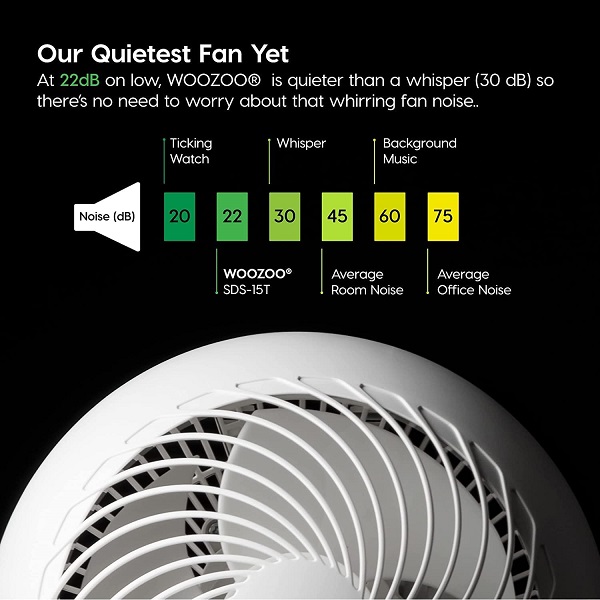 Our Quietest Fan Yet
At 22dB on low, WOOZOO® is quieter than a whisper (30 dB) so
there's no need to worry about that whirring fan noise..
Ticking
Watch
Whisper
Background
Music
Noise (dB)
20
22
30
45
60
75
WOOZOO®
SDS-15T
Average
Room Noise
Average
Office Noise